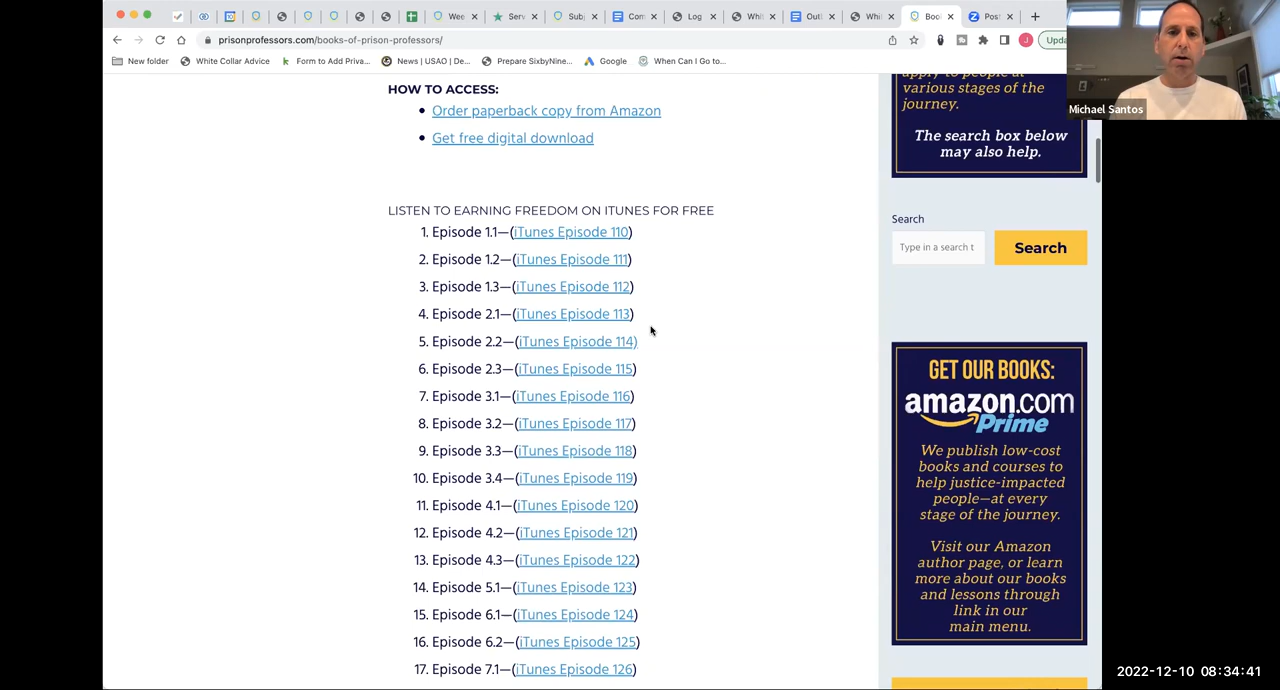 Wee
Serv
Subj
Com
Log
Whi
Outl
Whi
Boo
Post
prisonprofessors.com/books-of-prison-professors/
J
Upda
New folder
White Collar Advice
Form to Add Priva...
News | USAO | De...
Prepare SixbyNine...
Google
When Can I Go to...
Michael Santos
HOW TO ACCESS:
Order paperback copy from Amazon
Get free digital download
LISTEN TO EARNING FREEDOM ON ITUNES FOR FREE
1. Episode 1.1—(iTunes Episode 110)
2. Episode 1.2—(iTunes Episode 111)
3. Episode 1.3—(iTunes Episode 112)
4. Episode 2.1—(iTunes Episode 113)
5. Episode 2.2—(iTunes Episode 114)
6. Episode 2.3—(iTunes Episode 115)
7. Episode 3.1—(iTunes Episode 116)
8. Episode 3.2—(iTunes Episode 117)
9. Episode 3.3—(iTunes Episode 118)
10. Episode 3.4—(iTunes Episode 119)
11. Episode 4.1—(iTunes Episode 120)
12. Episode 4.2—(iTunes Episode 121)
13. Episode 4.3—(iTunes Episode 122)
14. Episode 5.1—(iTunes Episode 123)
15. Episode 6.1—(iTunes Episode 124)
16. Episode 6.2—(iTunes Episode 125)
17. Episode 7.1—(iTunes Episode 126)
apply to people at
various stages of the
journey.
The search box below
may also help.
Search
Type in a search t
Search
GET OUR BOOKS:
amazon.com
Prime
We publish low-cost
books and courses to
help justice-impacted
people—at every
stage of the journey.
Visit our Amazon
author page, or learn
more about our books
and lessons through
link in our
main menu.
2022-12-10 08:34:41